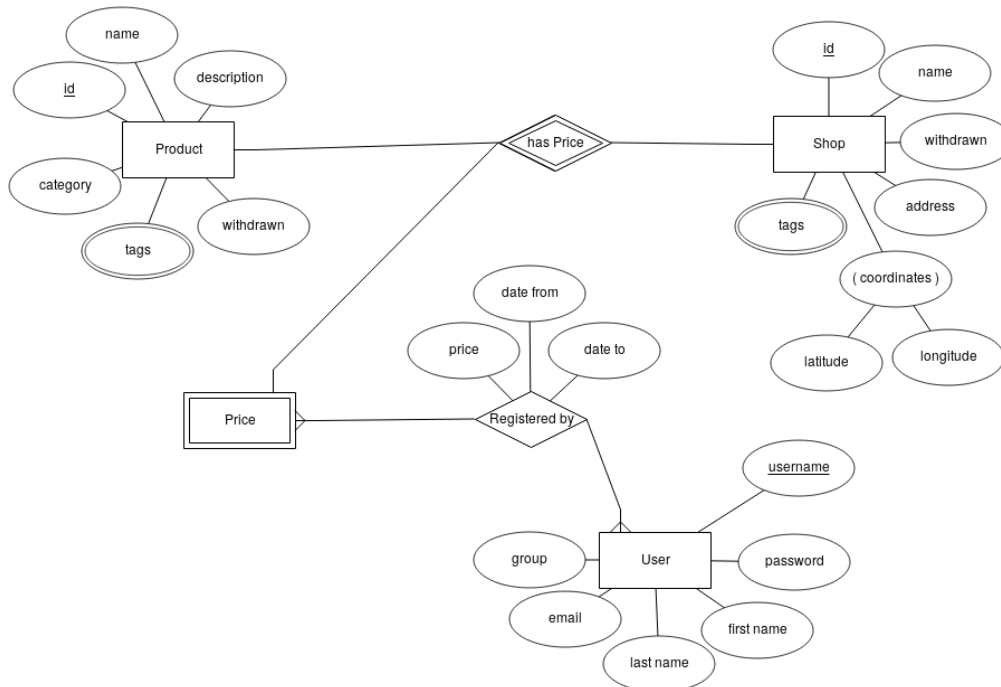 name
id
description
Product
category
withdrawn
tags
has Price
id
name
Shop
withdrawn
address
tags
( coordinates )
latitude
longitude
date from
price
date to
Price
Registered by
username
group
User
password
email
first name
last name